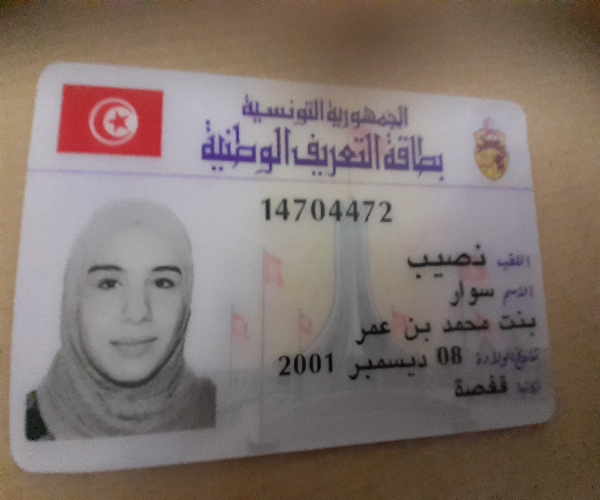 الجمهورية التونسية
بطاقة التعريف الوطنية
14704472
اللقب نصيب
الاسم سوار
بنت محمد بن عمر
تاريخ الولادة 08 ديسمبر 2001
مكانها قفصة